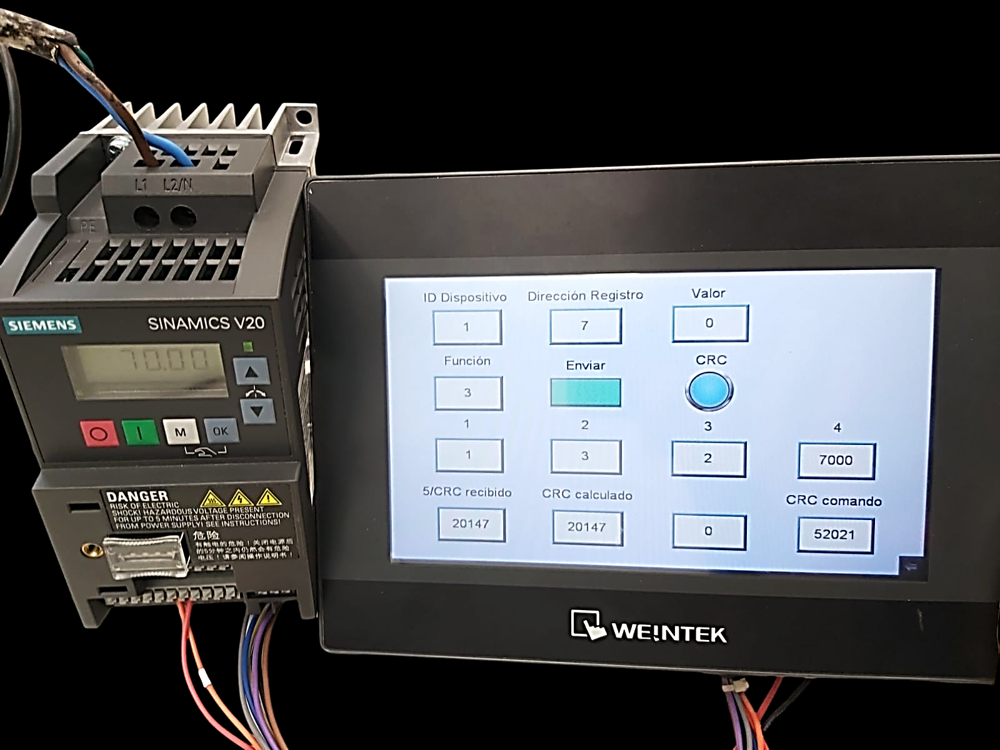 L1 L2/N
PE
SIEMENS
SINAMICS V20
70.00
M
OK
DANGER
RISK OF ELECTRIC
SHOCK! HAZARDOUS VOLTAGE PRESENT
FOR UP TO 5 MINUTES AFTER DISCONNECTION
FROM POWER SUPPLY! SEE INSTRUCTIONS!
危险
有触电的危险！关闭电源后
的5分钟之内仍然会有危险
电压！请参阅操作说明书！
ID Dispositivo Dirección Registro Valor
1 7 0
Función Enviar CRC
3
1 2 3 4
1 3 2 7000
5/CRC recibido CRC calculado CRC comando
20147 20147 0 52021
WEINTEK